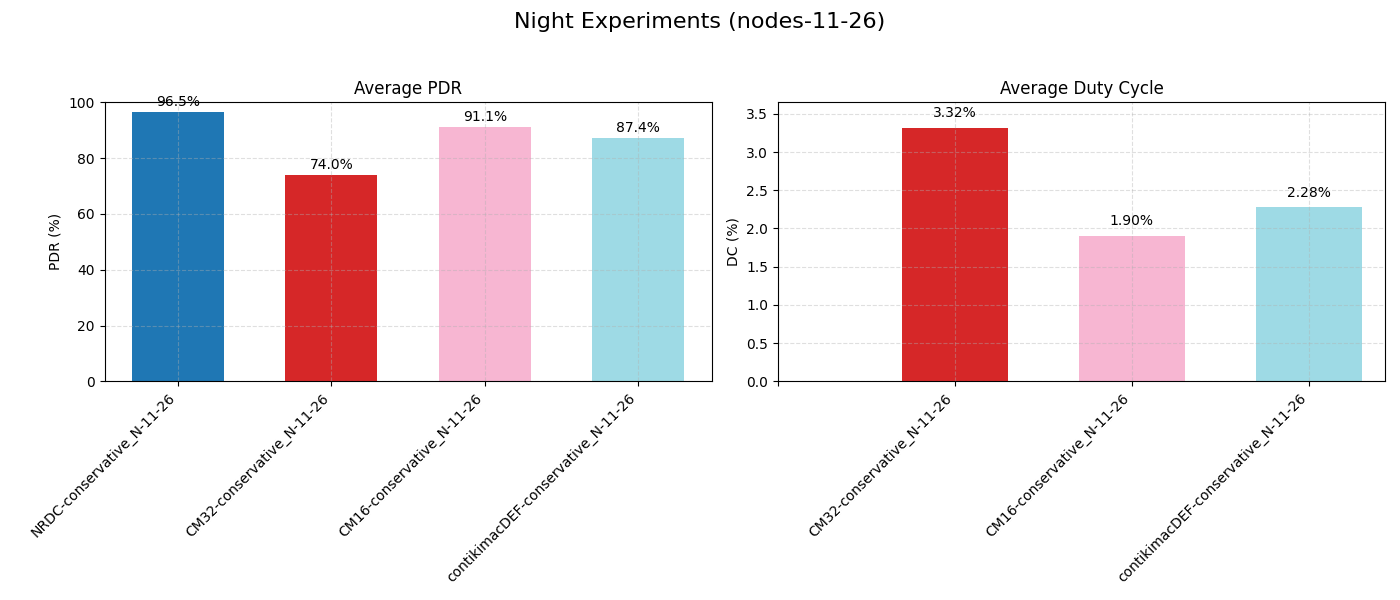 Night Experiments (nodes-11-26)
Average PDR
PDR (%)
100
80
60
40
20
0
96.5%
74.0%
91.1%
87.4%
NRDC-conservative_N-11-26
CM32-conservative_N-11-26
CM16-conservative_N-11-26
contikimacDEF-conservative_N-11-26
Average Duty Cycle
DC (%)
3.5
3.0
2.5
2.0
1.5
1.0
0.5
0.0
3.32%
1.90%
2.28%
CM32-conservative_N-11-26
CM16-conservative_N-11-26
contikimacDEF-conservative_N-11-26